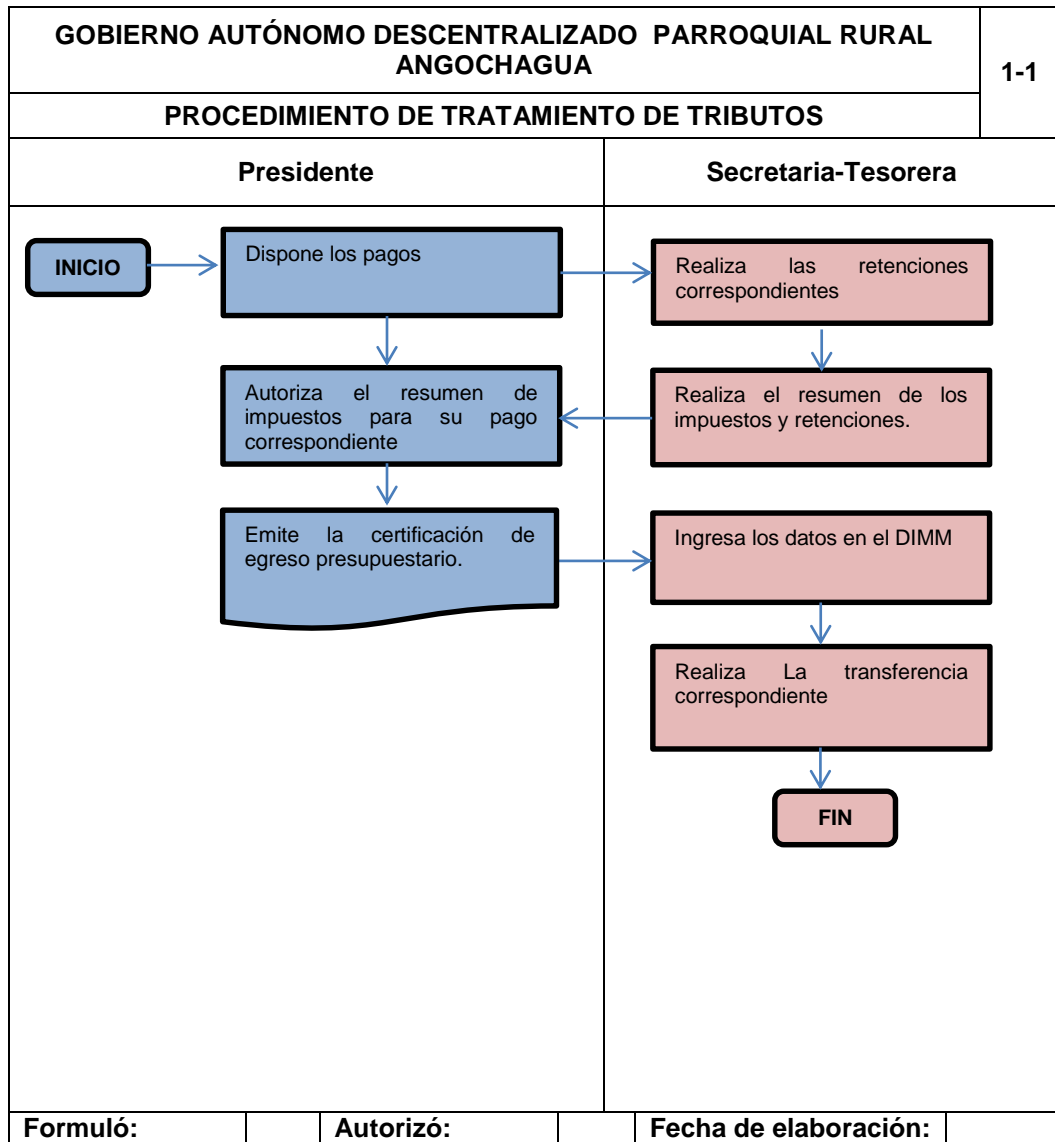 GOBIERNO AUTÓNOMO DESCENTRALIZADO PARROQUIAL RURAL
ANGOCHAGUA
1-1
PROCEDIMIENTO DE TRATAMIENTO DE TRIBUTOS
Presidente
Secretaria-Tesorera
INICIO
Dispone los pagos
Realiza las retenciones
correspondientes
Autoriza el resumen de
impuestos para su pago
correspondiente
Realiza el resumen de los
impuestos y retenciones.
Emite la certificación de
egreso presupuestario.
Ingresa los datos en el DIMM
Realiza La transferencia
correspondiente
FIN
Formuló:
Autorizó:
Fecha de elaboración: